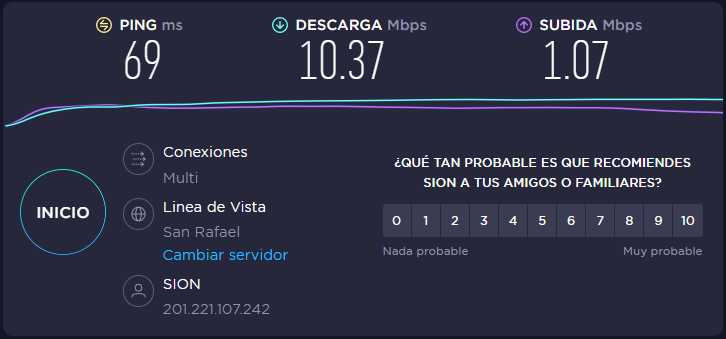 PING ms
69
DESCARGA Mbps
10.37
SUBIDA Mbps
1.07
INICIO
Conexiones
Multi
Linea de Vista
San Rafael
Cambiar servidor
SION
201.221.107.242
¿QUÉ TAN PROBABLE ES QUE RECOMIENDES
SION A TUS AMIGOS O FAMILIARES?
0 1 2 3 4 5 6 7 8 9 10
Nada probable Muy probable